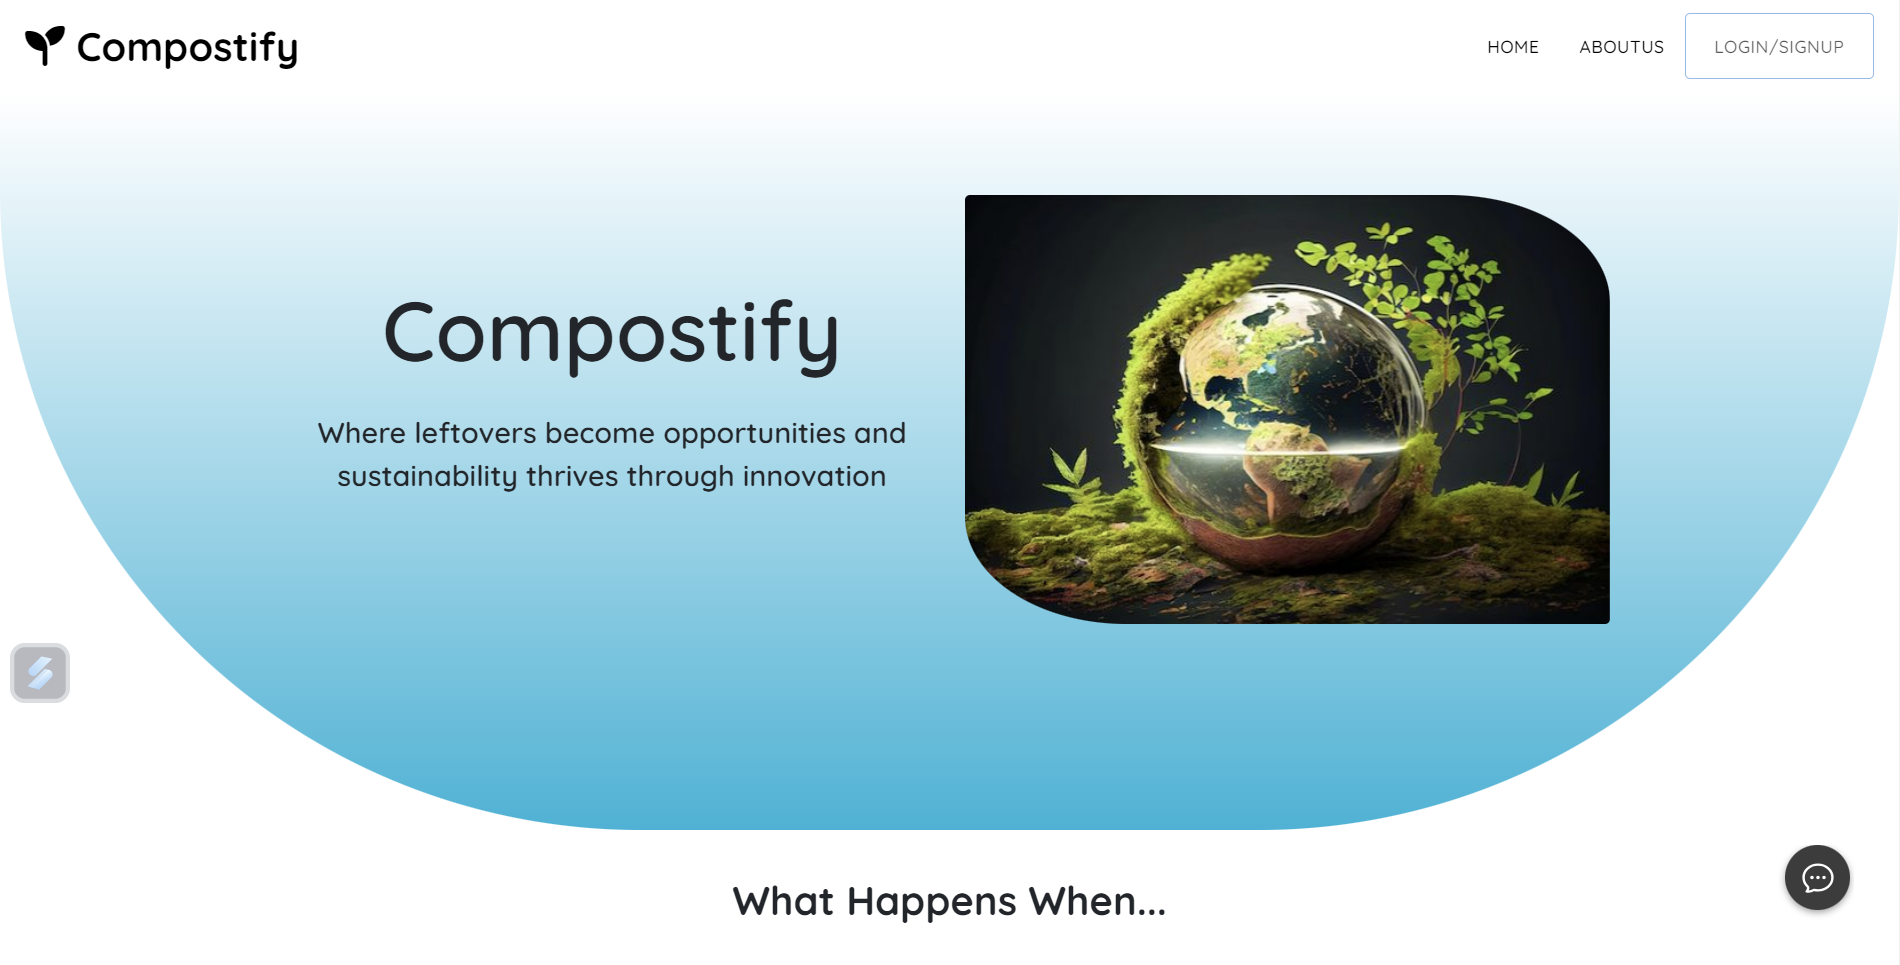 Compostify
HOME
ABOUTUS
LOGIN/SIGNUP
Compostify
Where leftovers become opportunities and
sustainability thrives through innovation
What Happens When...